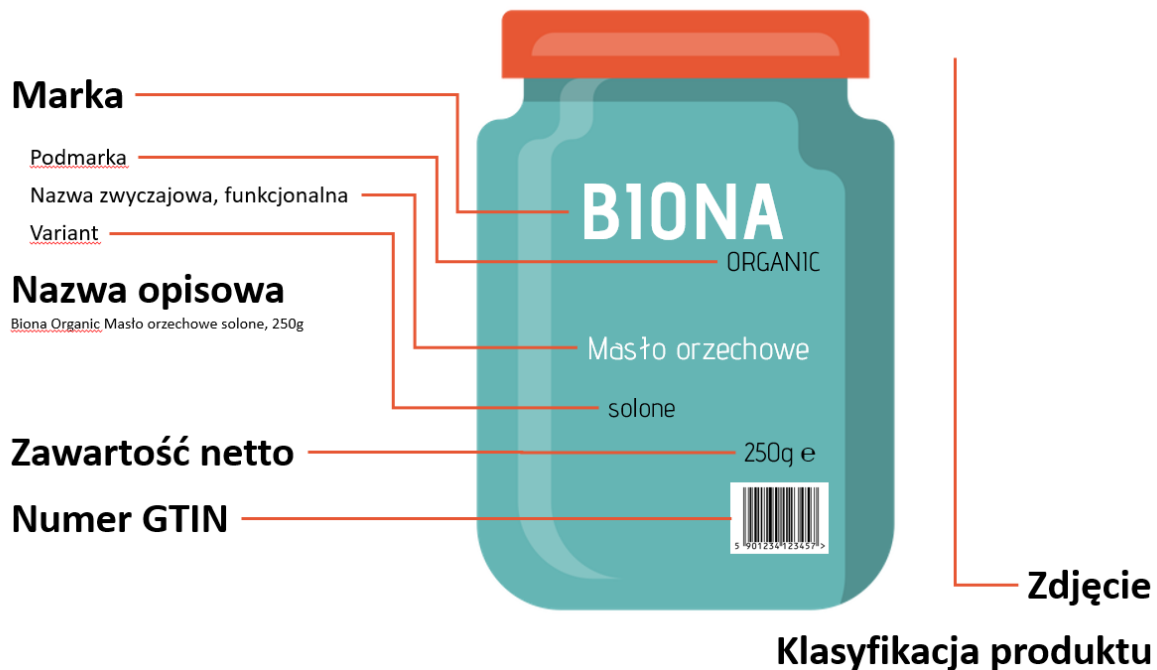 Marka
Podmarka
Nazwa zwyczajowa, funkcjonalna
Variant
Nazwa opisowa
Biona Organic Masło orzechowe solone, 250g
Zawartość netto
Numer GTIN
BIONA
ORGANIC
Masło orzechowe
solone
250g ℮
5 901234 123457 >
Zdjęcie
Klasyfikacja produktu